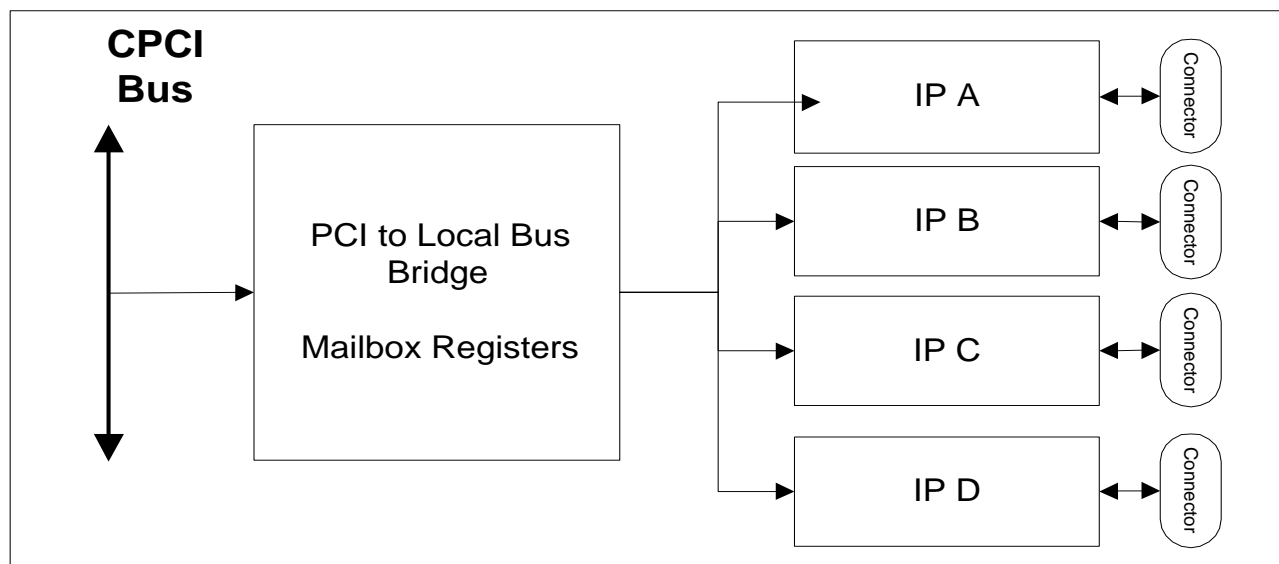 CPCI
Bus
PCI to Local Bus
Bridge
Mailbox Registers
IP A
Connector
IP B
Connector
IP C
Connector
IP D
Connector